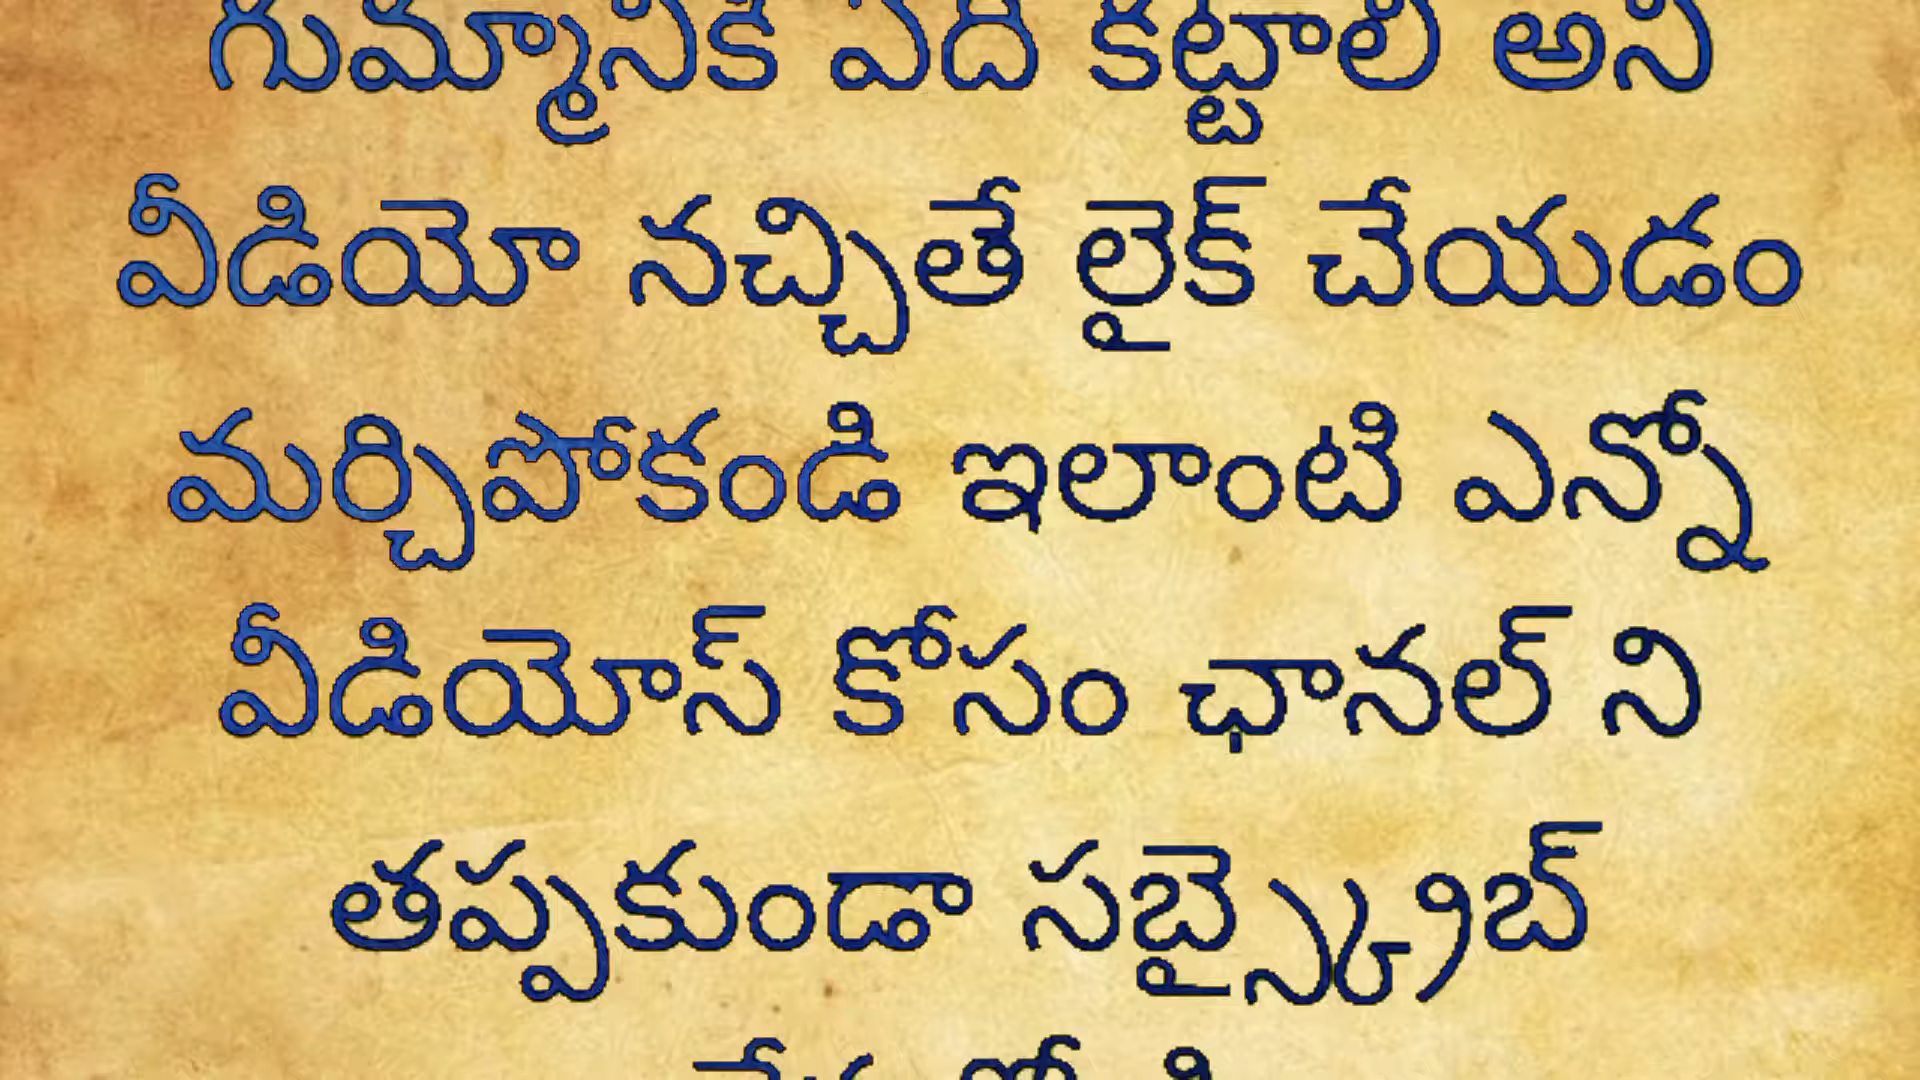 గుమ్మానికి ఏది కట్టాలి అని
వీడియో నచ్చితే లైక్ చేయడం
మర్చిపోకండి ఇలాంటి ఎన్నో
వీడియోస్ కోసం ఛానల్ ని
తప్పకుండా సబ్స్క్రైబ్